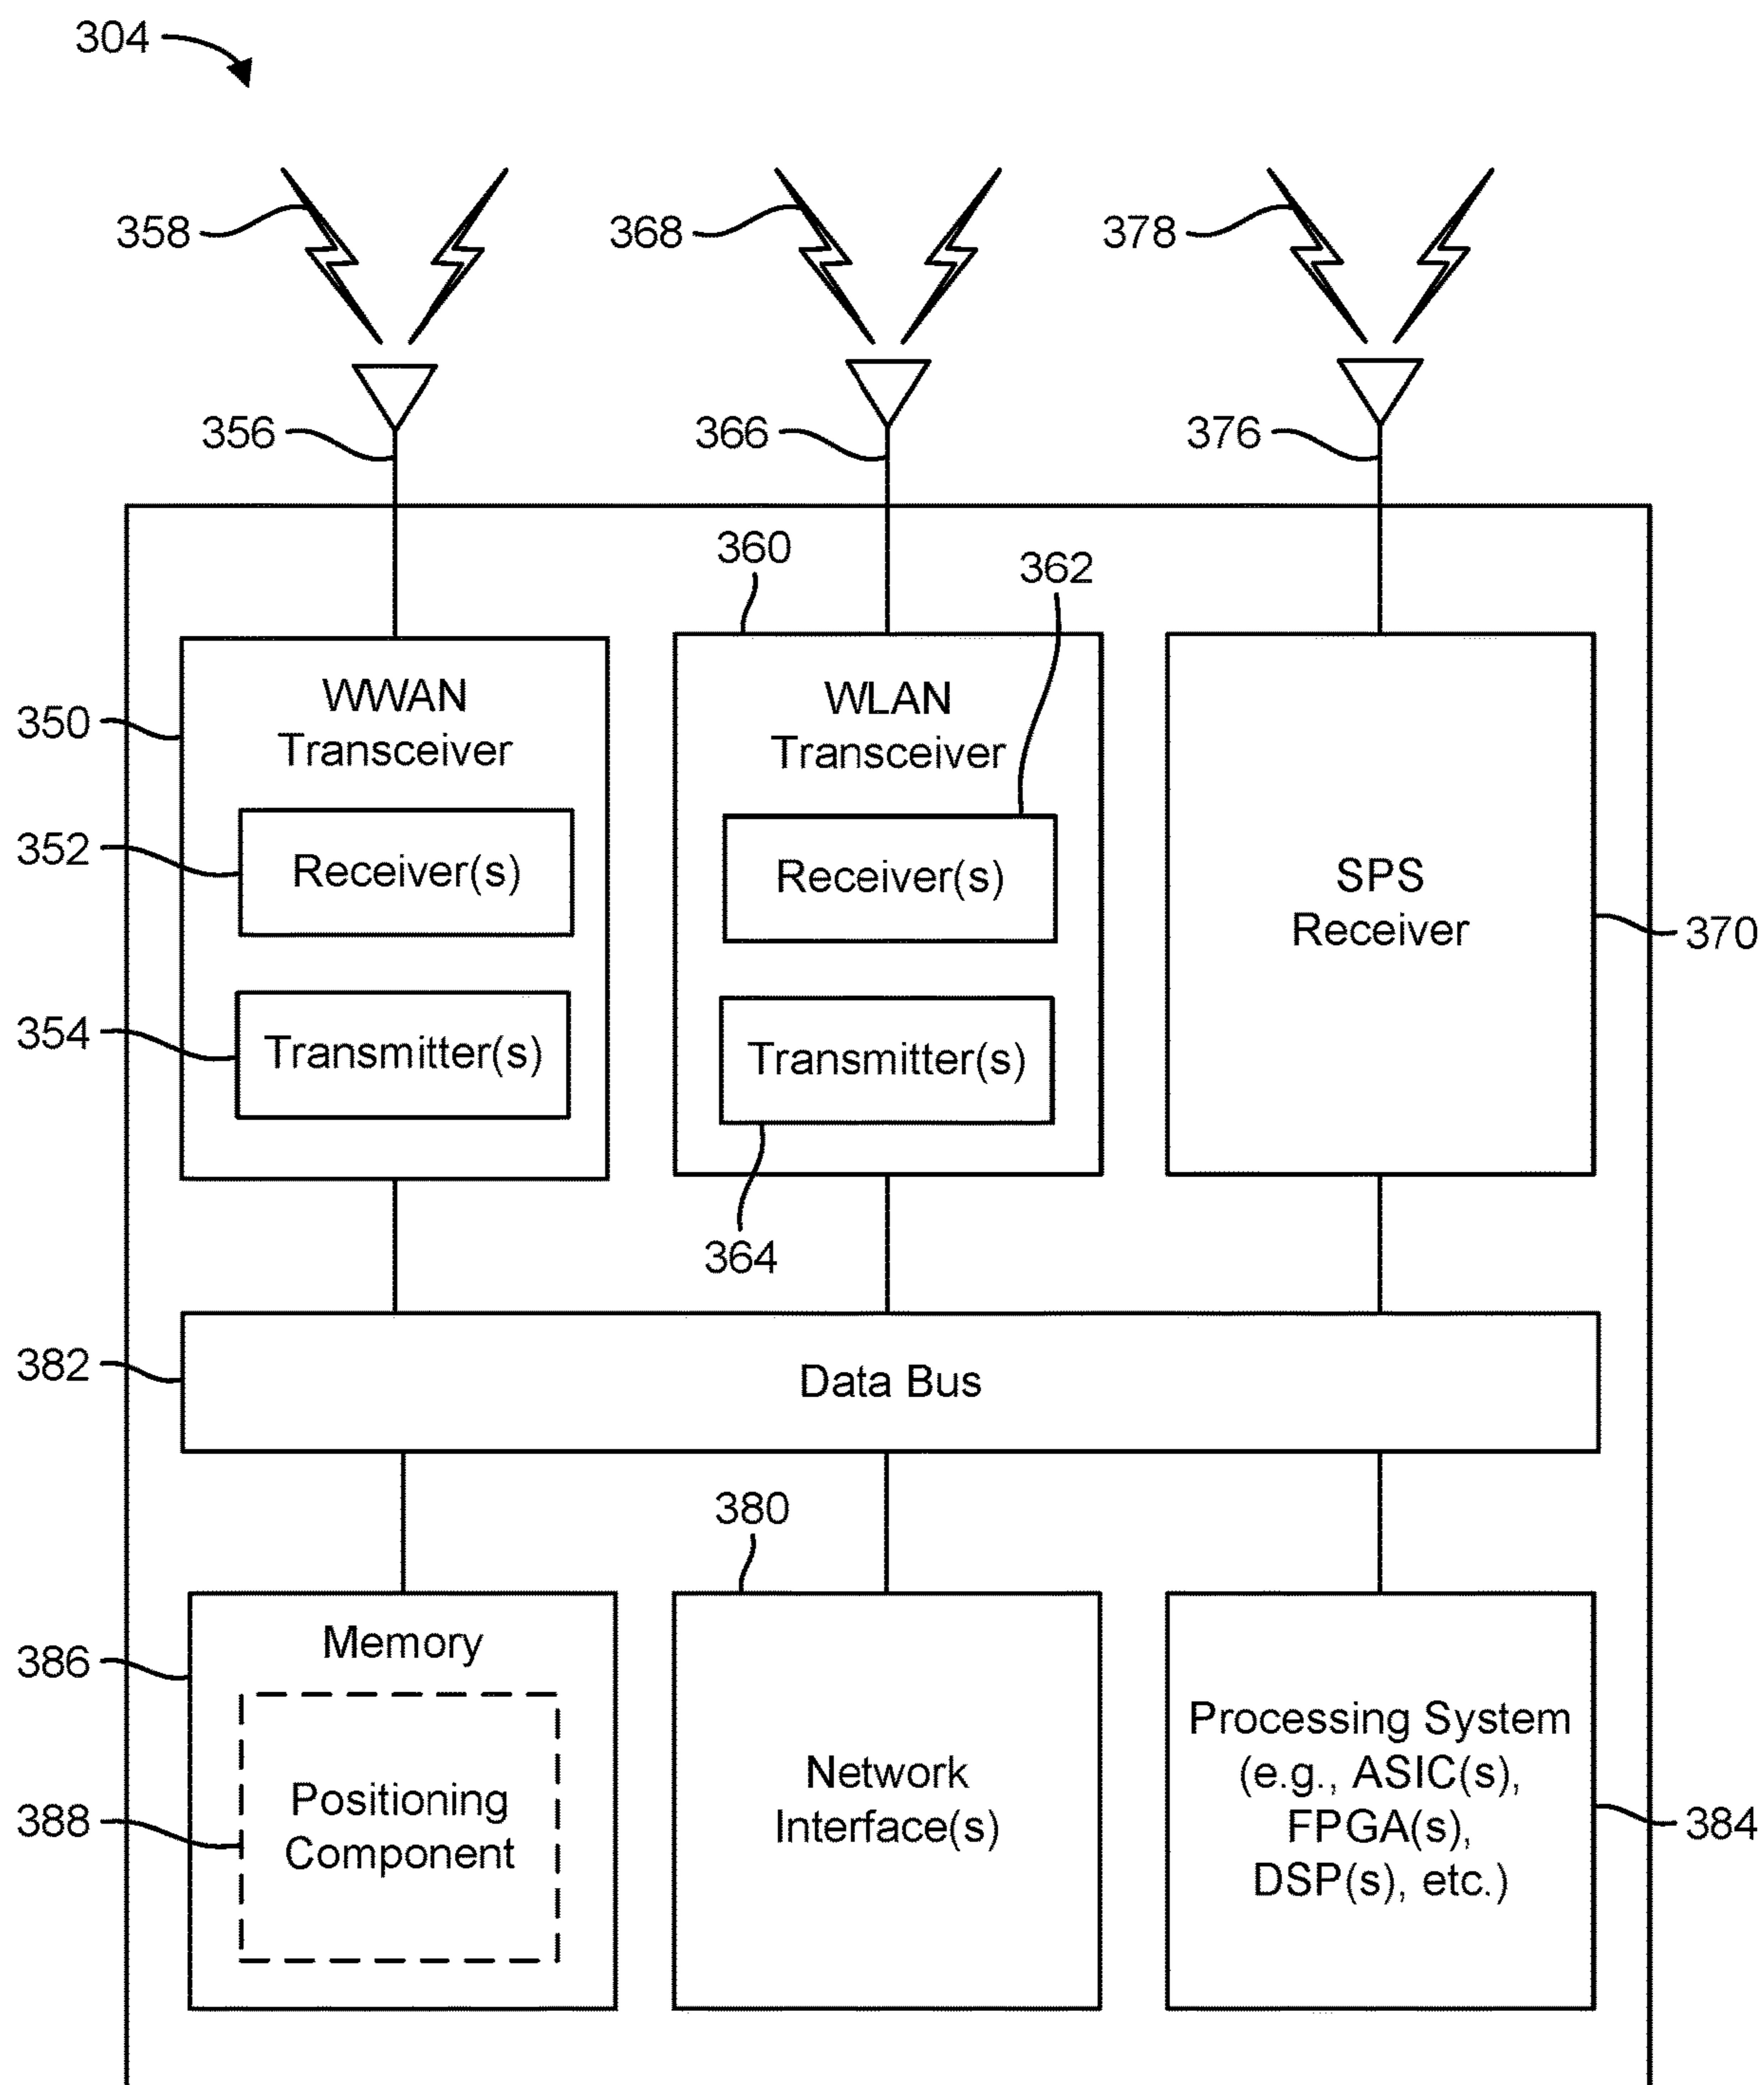 304
358
368
378
356
366
376
360
362
WWAN
Transceiver
WLAN
Transceiver
350
SPS
Receiver
352
Receiver(s)
Receiver(s)
370
354
Transmitter(s)
Transmitter(s)
364
382
Data Bus
380
386
Memory
Positioning
Component
388
Network
Interface(s)
Processing System
(e.g., ASIC(s),
FPGA(s),
DSP(s), etc.)
384